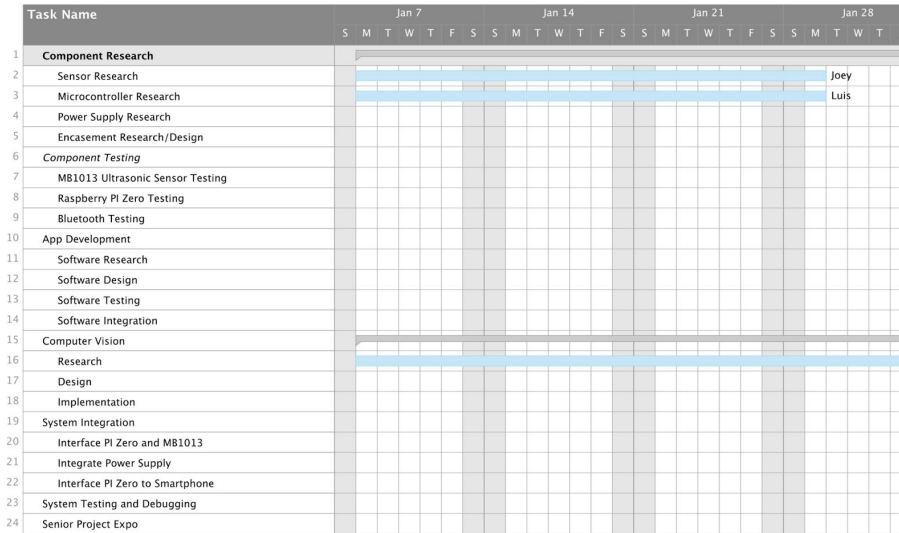 Task Name
Jan 7 Jan 14 Jan 21 Jan 28
S M T W T F S S M T W T F S S M T W T F S S M T W T
1 Component Research
2 Sensor Research Joey
3 Microcontroller Research Luis
4 Power Supply Research
5 Encasement Research/Design
6 Component Testing
7 MB1013 Ultrasonic Sensor Testing
8 Raspberry PI Zero Testing
9 Bluetooth Testing
10 App Development
11 Software Research
12 Software Design
13 Software Testing
14 Software Integration
15 Computer Vision
16 Research
17 Design
18 Implementation
19 System Integration
20 Interface PI Zero and MB1013
21 Integrate Power Supply
22 Interface PI Zero to Smartphone
23 System Testing and Debugging
24 Senior Project Expo